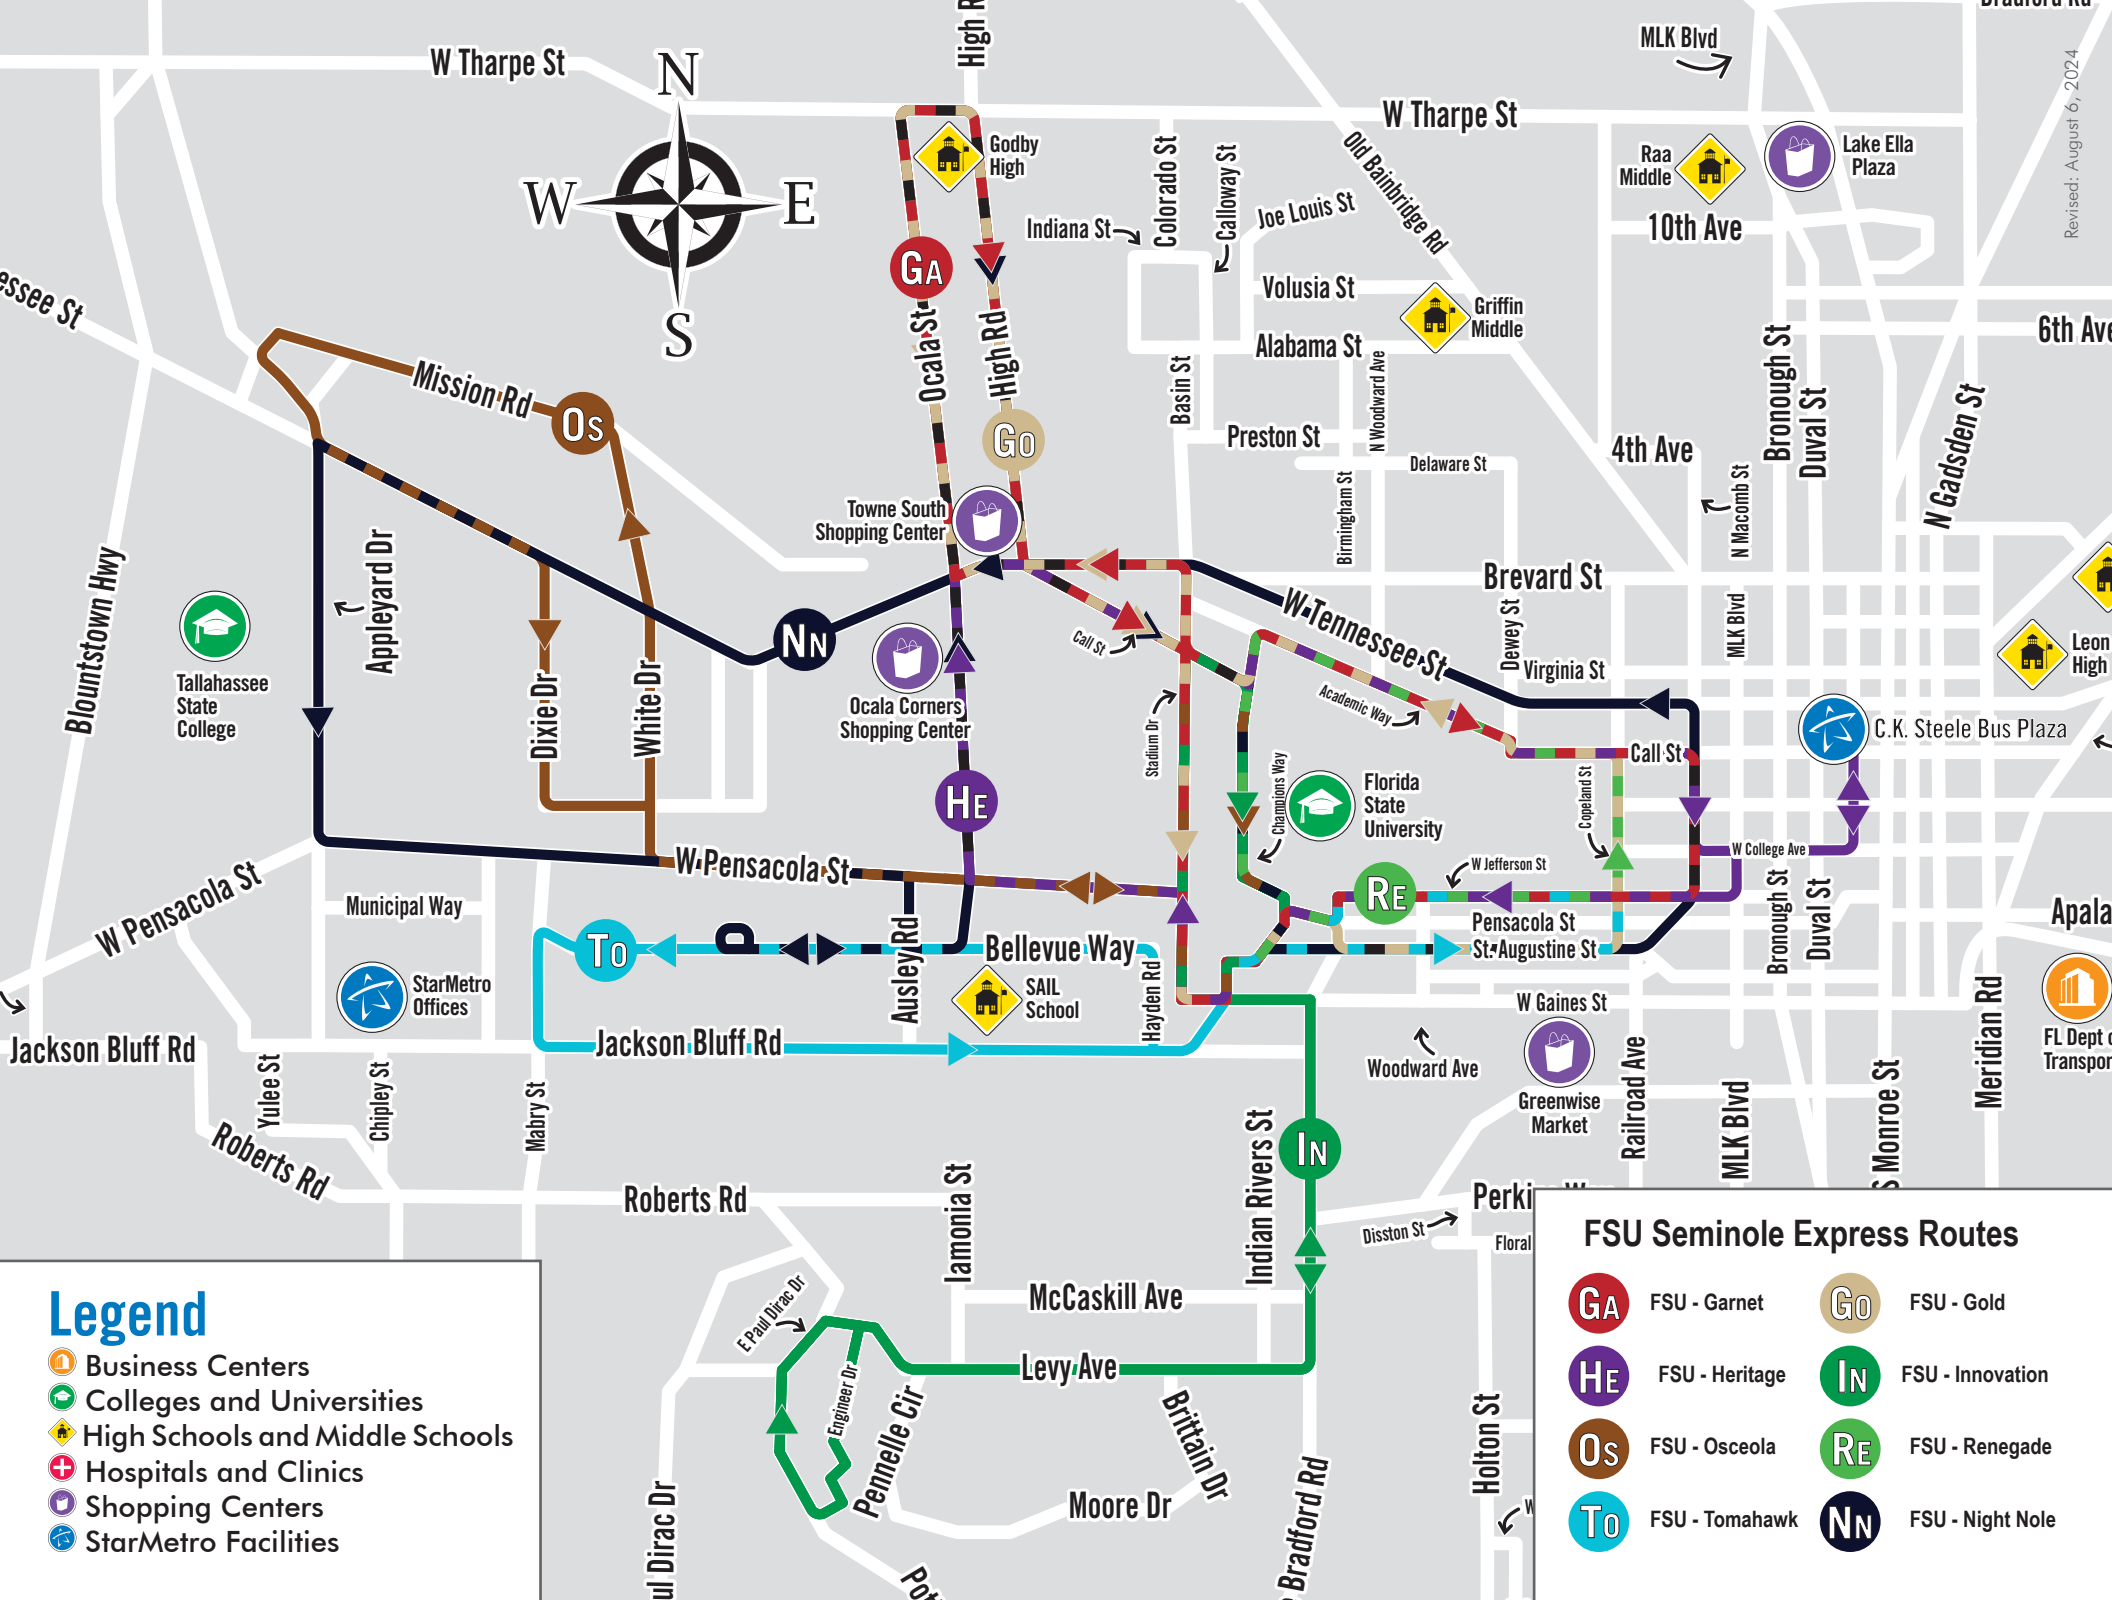 Bradford Rd
High R
MLK Blvd
W Tharpe St
N
W Tharpe St
Revised: August 6, 2024
Godby
High
Colorado St
Calloway St
Old Bainbridge Rd
Raa
Middle
Lake Ella
Plaza
W
E
Joe Louis St
Indiana St
10th Ave
GA
essee St
Volusia St
Griffin
Middle
S
Ocala St
High Rd
Alabama St
6th Ave
Bronough St
Duval St
Mission Rd
Os
Basin St
N Woodward Ave
N Gadsden St
Go
Preston St
Delaware St
4th Ave
N Macomb St
Towne South
Shopping Center
Birmingham St
Blountstown Hwy
Appleyard Dr
Brevard St
W Tennessee St
Dewey St
MLK Blvd
Call St
NN
Leon
High
Virginia St
Tallahassee
State
College
Dixie Dr
White Dr
Ocala Corners
Shopping Center
Academic Way
Stadium Dr
C.K. Steele Bus Plaza
Call St
Champions Way
Florida
State
University
Copeland St
HE
W College Ave
W Pensacola St
W Jefferson St
RE
W Pensacola St
Municipal Way
Pensacola St
Bronough St
Duval St
Apala
To
Ausley Rd
Bellevue Way
St. Augustine St
StarMetro
Offices
SAIL
School
Hayden Rd
W Gaines St
Meridian Rd
FL Dept o
Transpor
Jackson Bluff Rd
Jackson Bluff Rd
Woodward Ave
Greenwise
Market
Railroad Ave
MLK Blvd
S Monroe St
Yulee St
Chipley St
Mabry St
Roberts Rd
IN
Indian Rivers St
Roberts Rd
Iamonia St
Perki
Disston St
Floral
McCaskill Ave
E Paul Dirac Dr
Levy Ave
Engineer Dr
Pennelle Cir
Brittain Dr
Holton St
Moore Dr
ul Dirac Dr
Bradford Rd
Pot
W
Legend
Business Centers
Colleges and Universities
High Schools and Middle Schools
Hospitals and Clinics
Shopping Centers
StarMetro Facilities
FSU Seminole Express Routes
GA FSU - Garnet
Go FSU - Gold
HE FSU - Heritage
IN FSU - Innovation
Os FSU - Osceola
RE FSU - Renegade
To FSU - Tomahawk
NN FSU - Night Nole